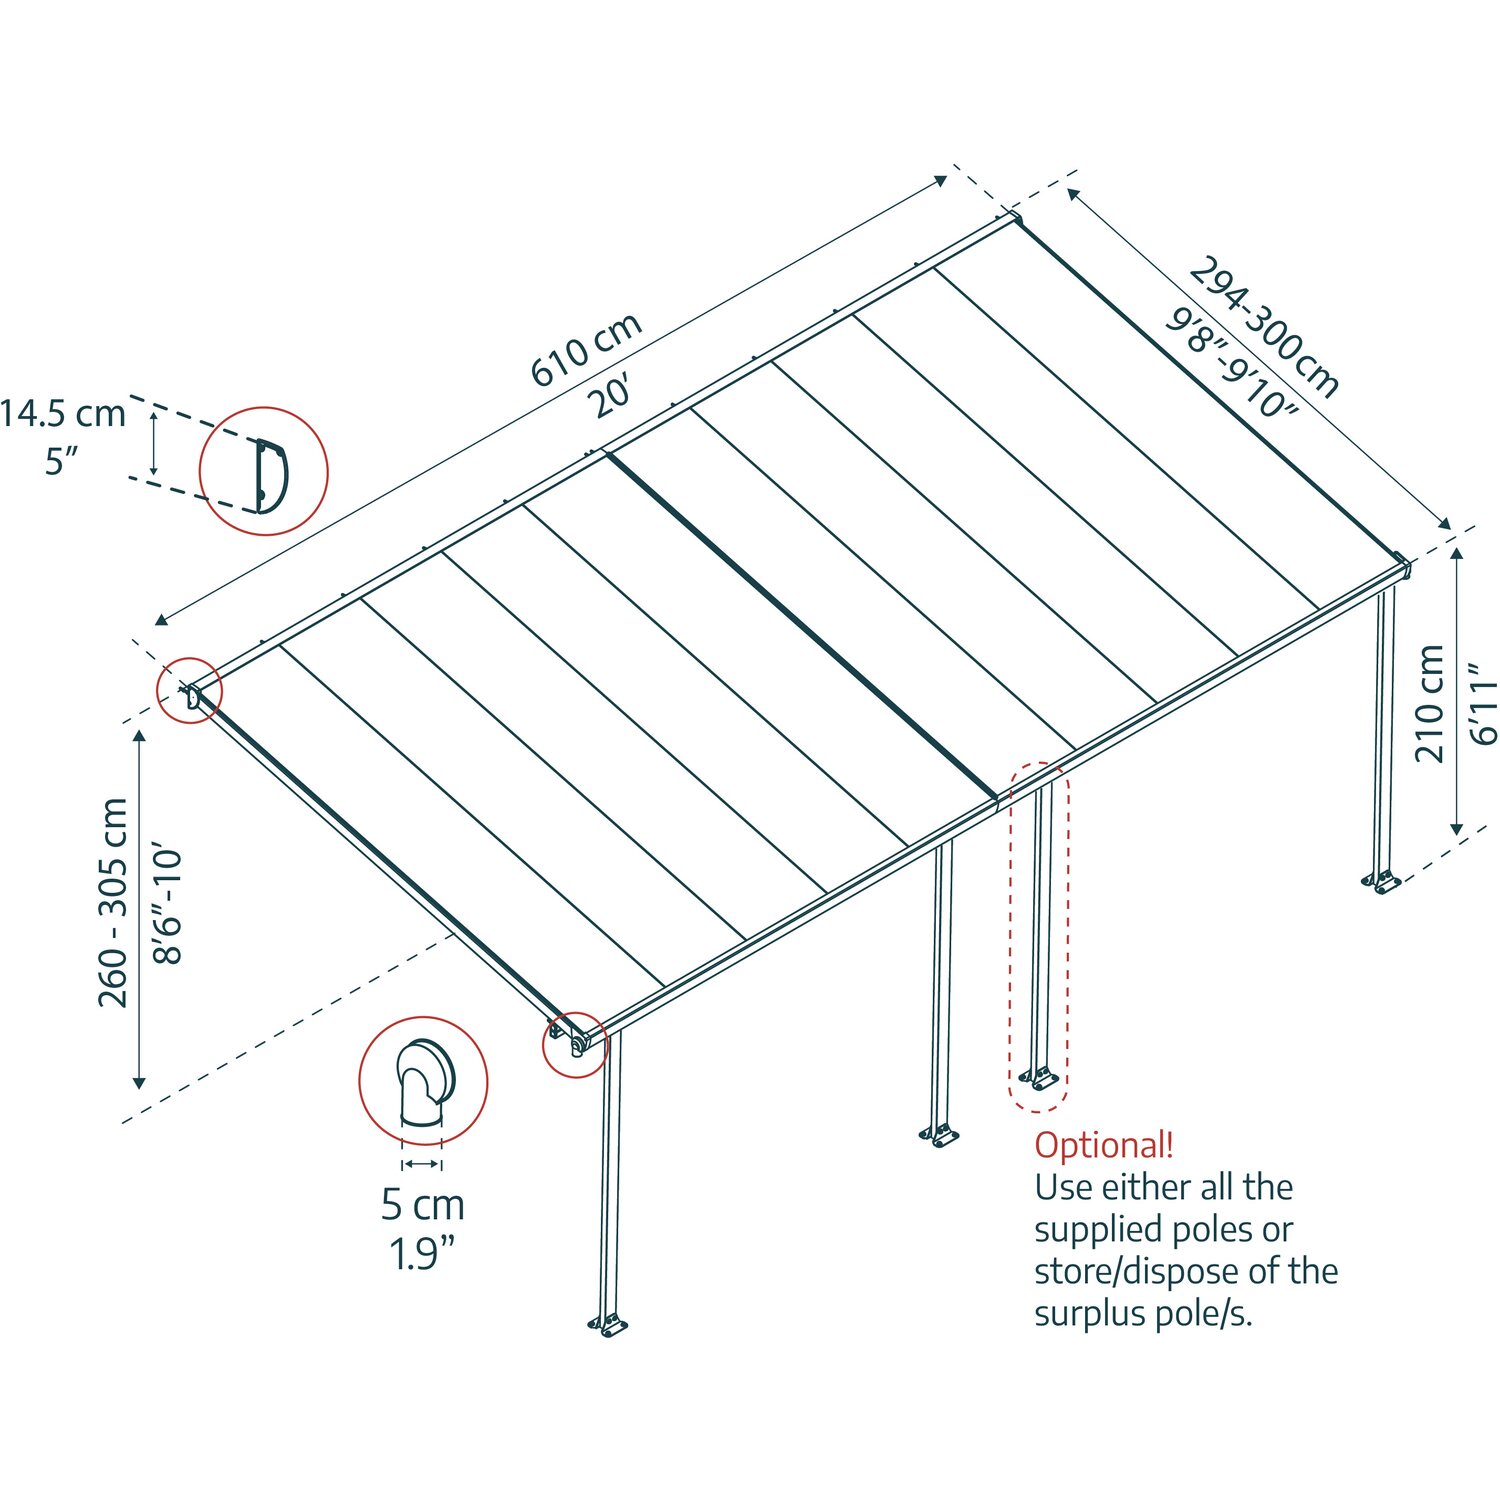 294-300cm
9’8”-9’10”
610 cm
20’
14.5 cm
5”
210 cm
6’11”
260 - 305 cm
8’6”-10’
5 cm
1.9”
Optional!
Use either all the
supplied poles or
store/dispose of the
surplus pole/s.